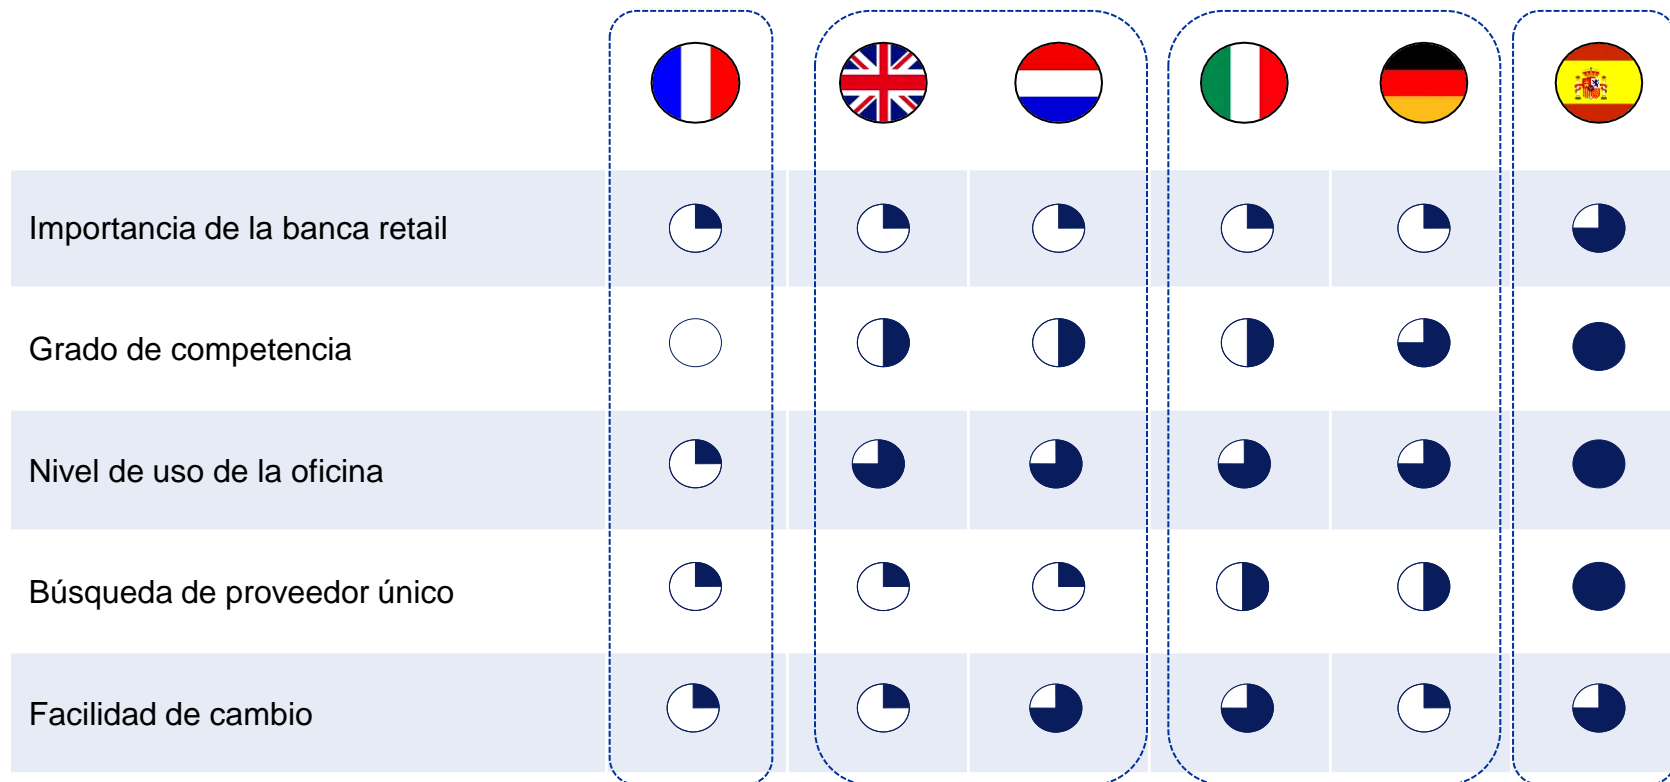 Importancia de la banca retail
Grado de competencia
Nivel de uso de la oficina
Búsqueda de proveedor único
Facilidad de cambio